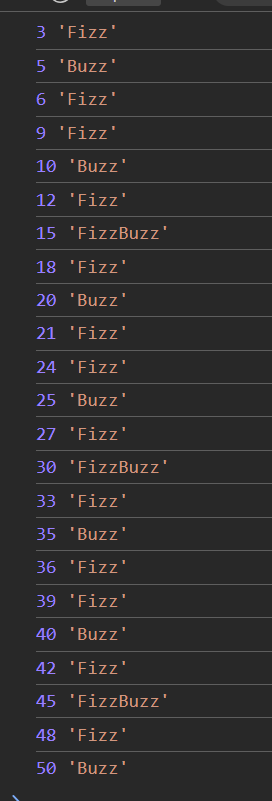 3 'Fizz'
5 'Buzz'
6 'Fizz'
9 'Fizz'
10 'Buzz'
12 'Fizz'
15 'FizzBuzz'
18 'Fizz'
20 'Buzz'
21 'Fizz'
24 'Fizz'
25 'Buzz'
27 'Fizz'
30 'FizzBuzz'
33 'Fizz'
35 'Buzz'
36 'Fizz'
39 'Fizz'
40 'Buzz'
42 'Fizz'
45 'FizzBuzz'
48 'Fizz'
50 'Buzz'